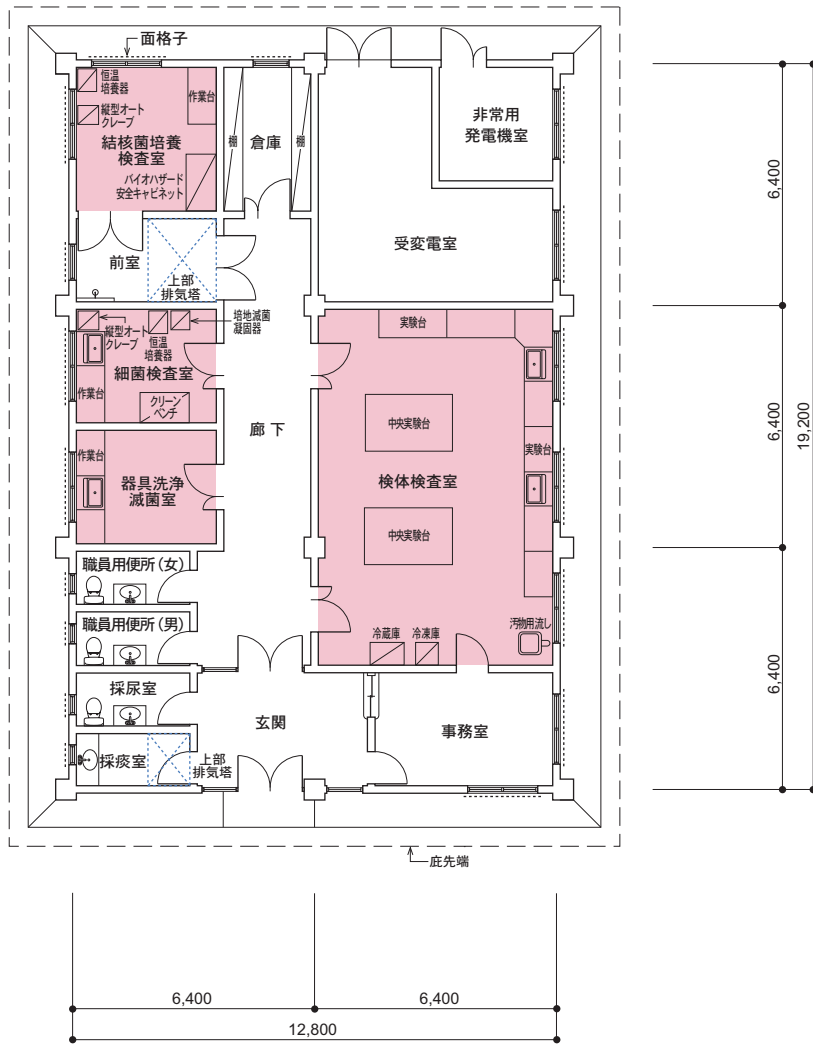 面格子
恒温
培養器
作業台
縦型オート
クレーブ
結核菌培養
検査室
バイオハザード
安全キャビネット
棚
倉庫
棚
非常用
発電機室
受変電室
前室
上部
排気塔
縦型オート
クレーブ
恒温
培養器
培地滅菌
凝固器
細菌検査室
作業台
クリーン
ベンチ
廊下
実験台
中央実験台
実験台
検体検査室
中央実験台
作業台
器具洗浄
滅菌室
職員用便所(女)
職員用便所(男)
冷蔵庫
冷凍庫
汚物用流し
採尿室
玄関
事務室
採痰室
上部
排気塔
庇先端
6,400
6,400
6,400
19,200
6,400
6,400
12,800